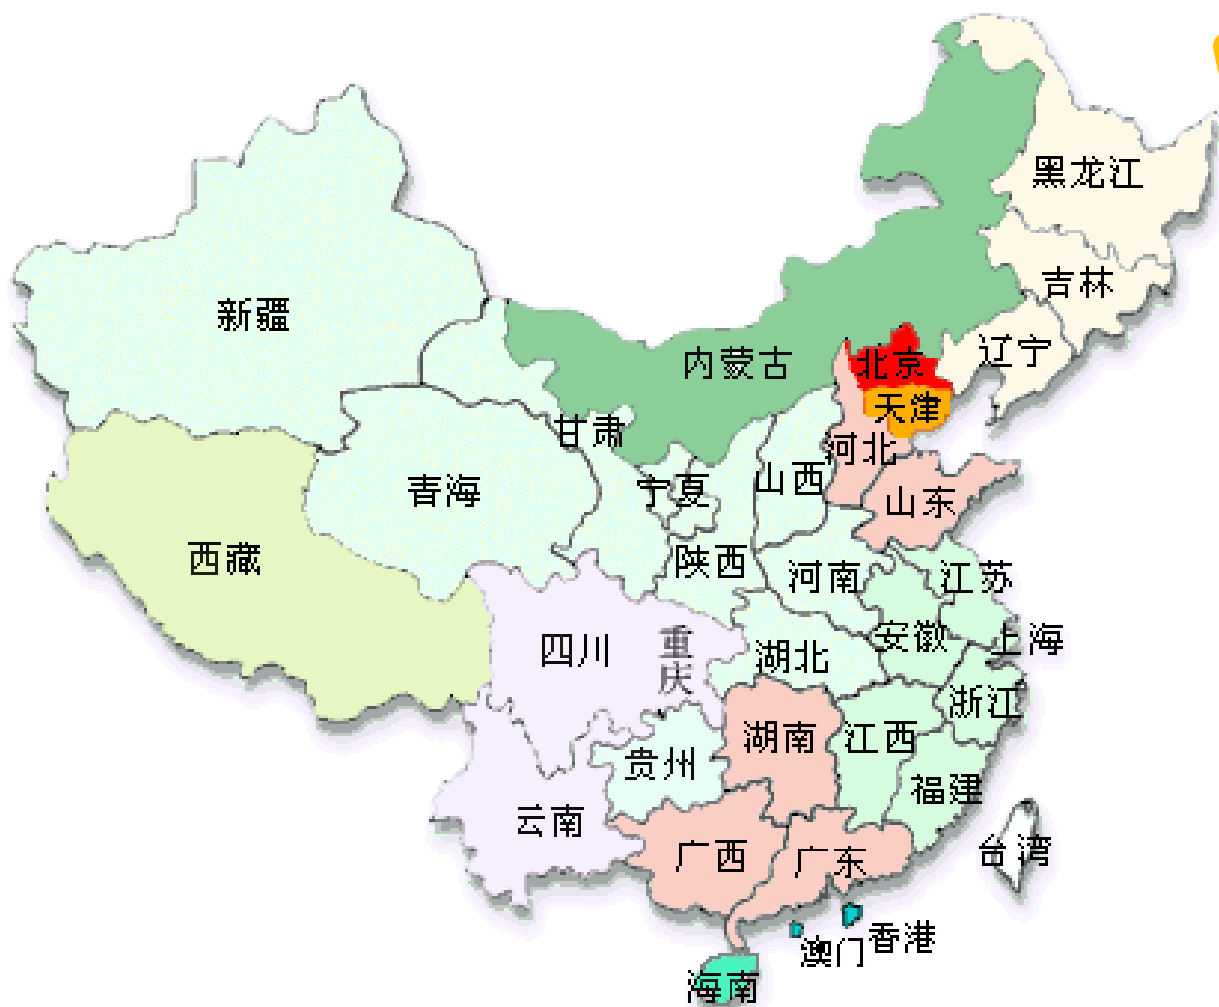 黑龙江
吉林
新疆
辽宁
内蒙古
北京
天津
甘肃
河北
青海
宁夏
山西
山东
西藏
陕西
河南
江苏
四川
重庆
湖北
安徽
上海
浙江
湖南
江西
贵州
福建
云南
广西
广东
台湾
香港
澳门
海南